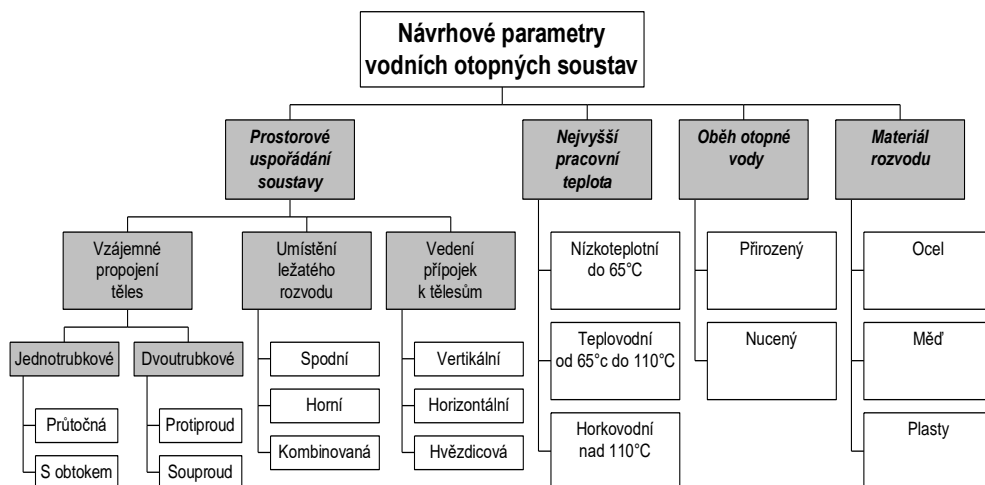 Návrhové parametry
vodních otopných soustav
Prostorové
uspořádání
soustavy
Nejvyšší
pracovní
teplota
Oběh otopné
vody
Materiál
rozvodu
Vzájemné
propojení
těles
Umístění
ležatého
rozvodu
Vedení
přípojek
k tělesům
Nízkoteplotní
do 65°C
Přirozený
Ocel
Jednotrubkové
Dvoutrubkové
Spodní
Vertikální
Teplovodní
od 65°c do 110°C
Nucený
Měď
Průtočná
Protiproud
Horní
Horizontální
S obtokem
Souproud
Kombinovaná
Hvězdicová
Horkovodní
nad 110°C
Plasty